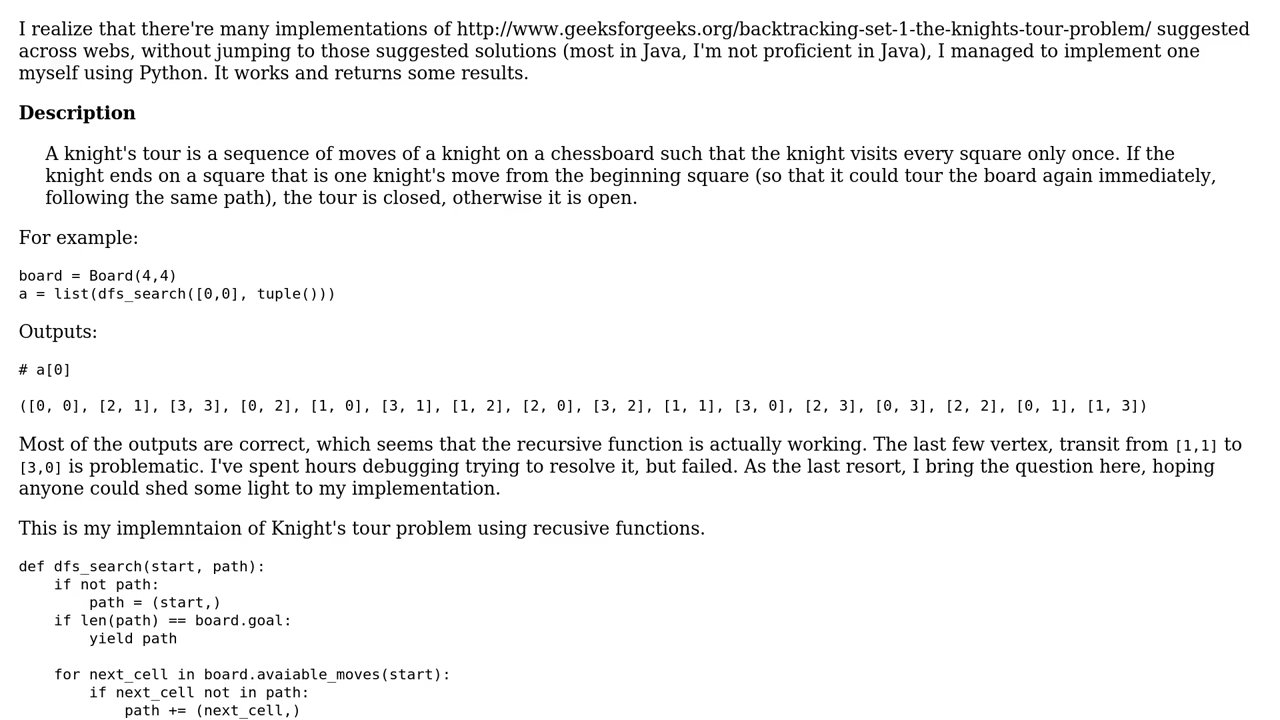 I realize that there're many implementations of http://www.geeksforgeeks.org/backtracking-set-1-the-knights-tour-problem/ suggested
across webs, without jumping to those suggested solutions (most in Java, I'm not proficient in Java), I managed to implement one
myself using Python. It works and returns some results.
Description
A knight's tour is a sequence of moves of a knight on a chessboard such that the knight visits every square only once. If the
knight ends on a square that is one knight's move from the beginning square (so that it could tour the board again immediately,
following the same path), the tour is closed, otherwise it is open.
For example:
board = Board(4,4)
a = list(dfs_search([0,0], tuple()))
Outputs:
# a[0]
([0, 0], [2, 1], [3, 3], [0, 2], [1, 0], [3, 1], [1, 2], [2, 0], [3, 2], [1, 1], [3, 0], [2, 3], [0, 3], [2, 2], [0, 1], [1, 3])
Most of the outputs are correct, which seems that the recursive function is actually working. The last few vertex, transit from [1,1] to
[3,0] is problematic. I've spent hours debugging trying to resolve it, but failed. As the last resort, I bring the question here, hoping
anyone could shed some light to my implementation.
This is my implemntaion of Knight's tour problem using recusive functions.
def dfs_search(start, path):
    if not path:
        path = (start,)
    if len(path) == board.goal:
        yield path
    for next_cell in board.avaiable_moves(start):
        if next_cell not in path:
            path += (next_cell,)